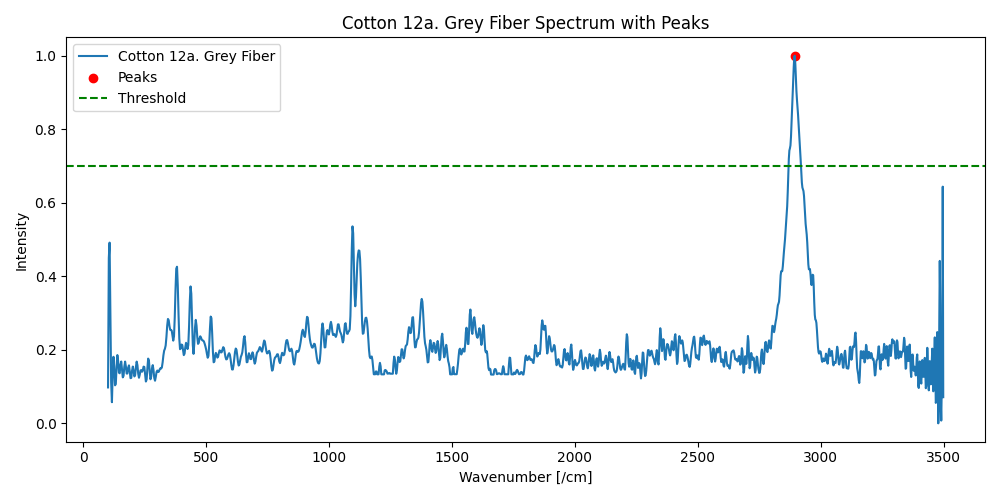 Cotton 12a. Grey Fiber Spectrum with Peaks
Cotton 12a. Grey Fiber
Peaks
Threshold
1.0
0.8
0.6
0.4
0.2
0.0
Intensity
0 500 1000 1500 2000 2500 3000 3500
Wavenumber [/cm]